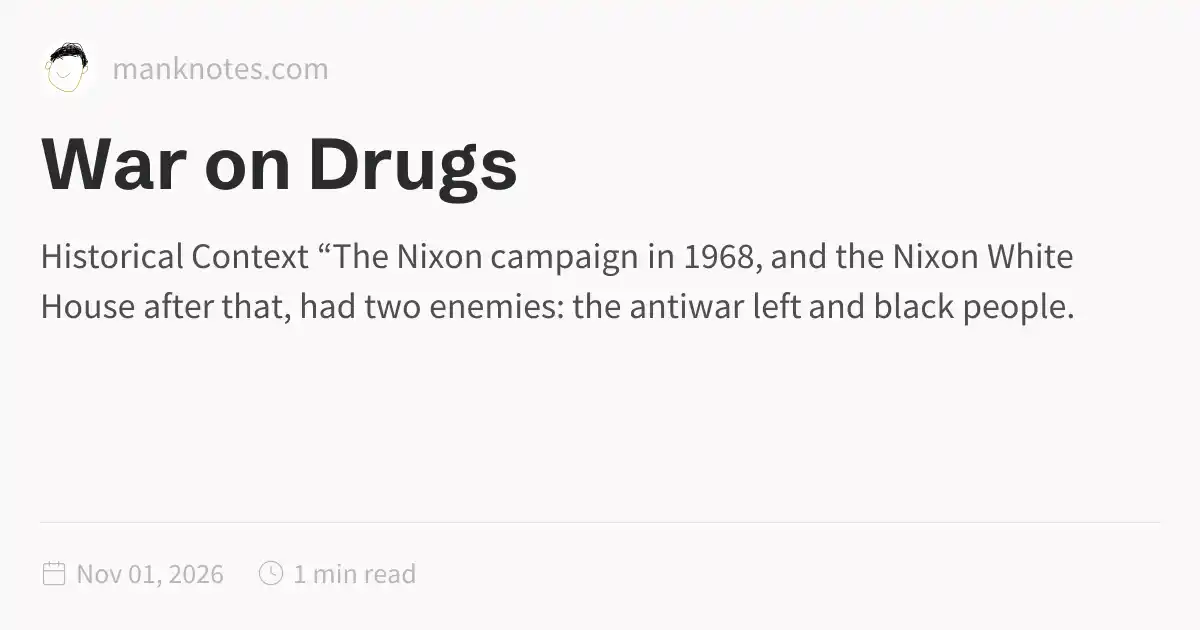 manknotes.com
War on Drugs
Historical Context “The Nixon campaign in 1968, and the Nixon White
House after that, had two enemies: the antiwar left and black people.
Nov 01, 2026
1 min read